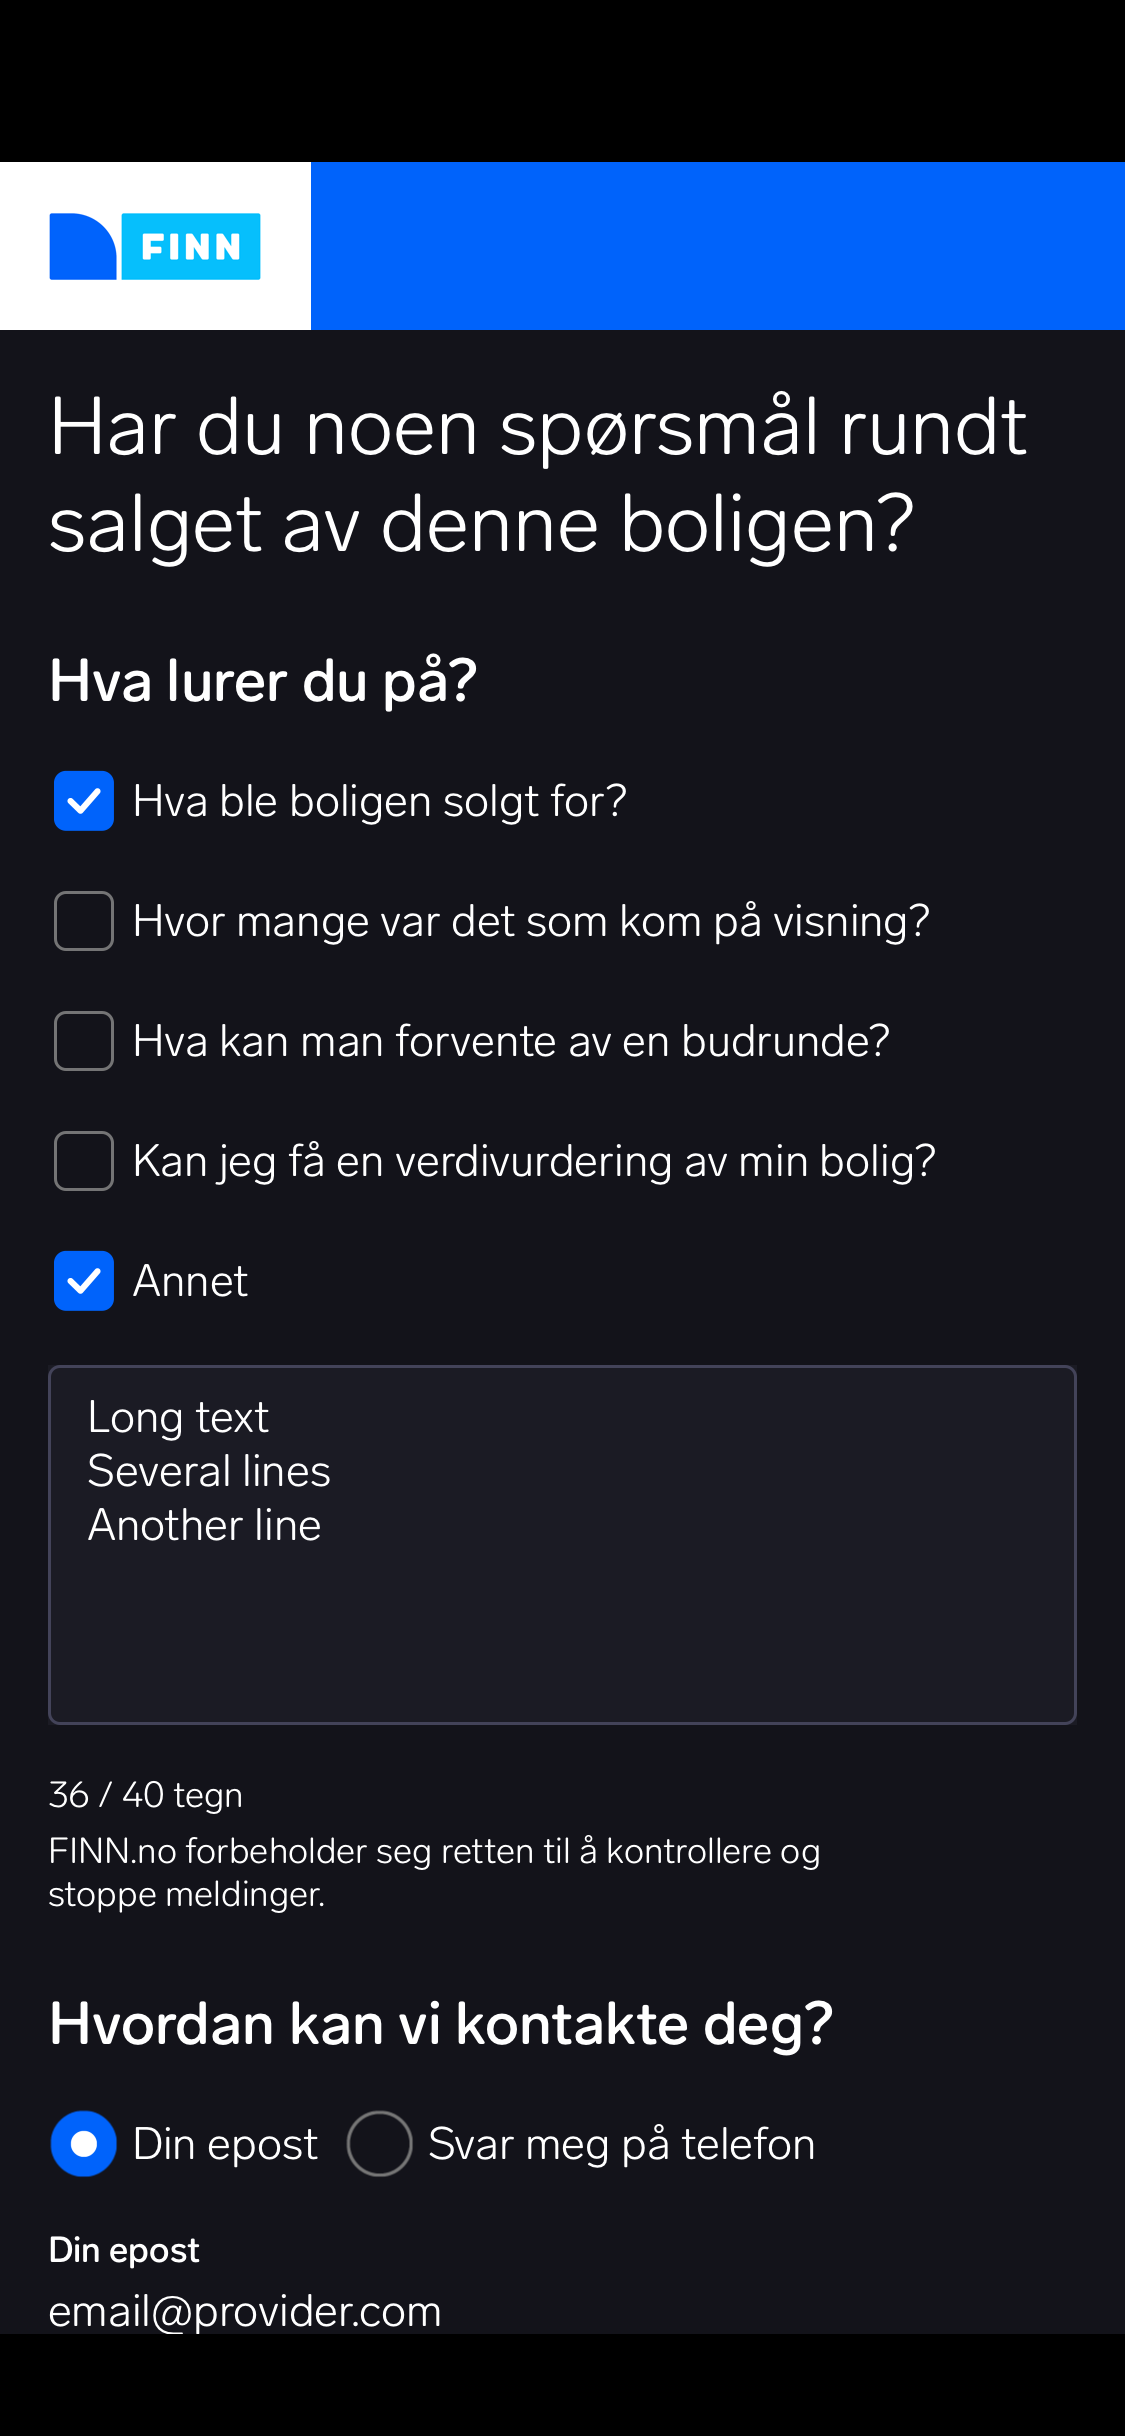 FINN
Har du noen spørsmål rundt
salget av denne boligen?
Hva lurer du på?
Hva ble boligen solgt for?
Hvor mange var det som kom på visning?
Hva kan man forvente av en budrunde?
Kan jeg få en verdivurdering av min bolig?
Annet
Long text
Several lines
Another line
36 / 40 tegn
FINN.no forbeholder seg retten til å kontrollere og
stoppe meldinger.
Hvordan kan vi kontakte deg?
Din epost Svar meg på telefon
Din epost
email@provider.com